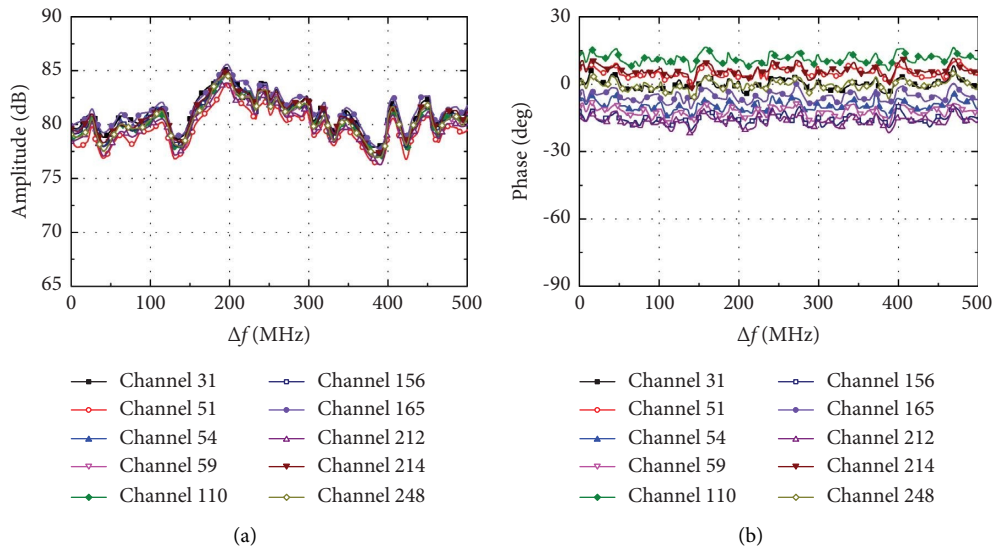 90
85
80
75
70
65
Amplitude (dB)
0 100 200 300 400 500
Δf (MHz)
Channel 31
Channel 51
Channel 54
Channel 59
Channel 110
Channel 156
Channel 165
Channel 212
Channel 214
Channel 248
(a)
30
0
-30
-60
-90
Phase (deg)
0 100 200 300 400 500
Δf (MHz)
Channel 31
Channel 51
Channel 54
Channel 59
Channel 110
Channel 156
Channel 165
Channel 212
Channel 214
Channel 248
(b)